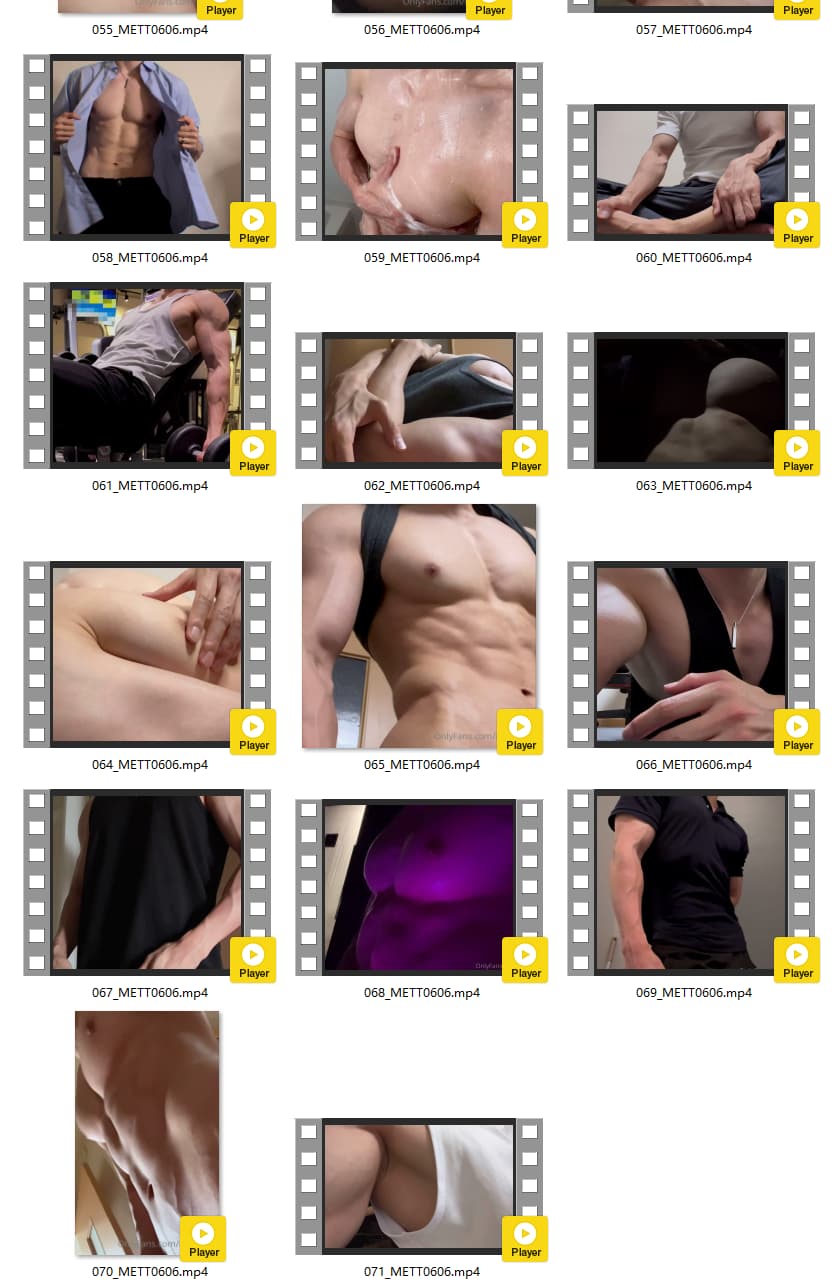 OnlyFans.com/
OnlyFans.com/
Player
Player
Player
055_METT0606.mp4
056_METT0606.mp4
057_METT0606.mp4
Player
Player
Player
058_METT0606.mp4
059_METT0606.mp4
060_METT0606.mp4
Player
Player
Player
061_METT0606.mp4
062_METT0606.mp4
063_METT0606.mp4
OnlyFans.com/
Player
Player
Player
064_METT0606.mp4
065_METT0606.mp4
066_METT0606.mp4
OnlyFans
Player
Player
Player
067_METT0606.mp4
068_METT0606.mp4
069_METT0606.mp4
OnlyFans.com/
Player
Player
070_METT0606.mp4
071_METT0606.mp4